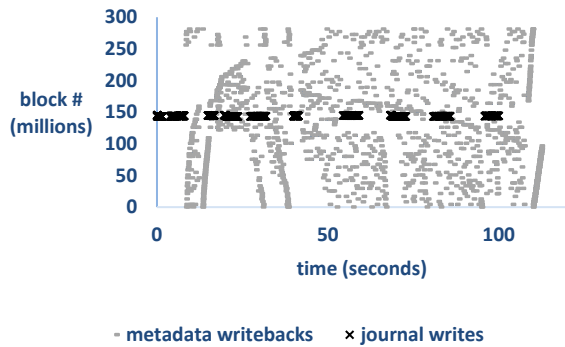 300
250
200
150
100
50
0
block #
(millions)
0 50 100
time (seconds)
metadata writebacks journal writes